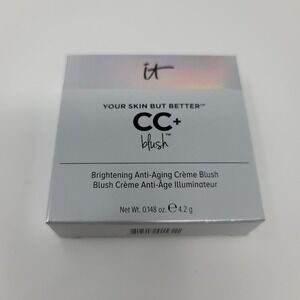 it
YOUR SKIN BUT BETTER™
CC+
blush™
Brightening Anti-Aging Crème Blush
Blush Crème Anti-Âge Illuminateur
Net Wt. 0.148 oz. ℮ 4.2 g